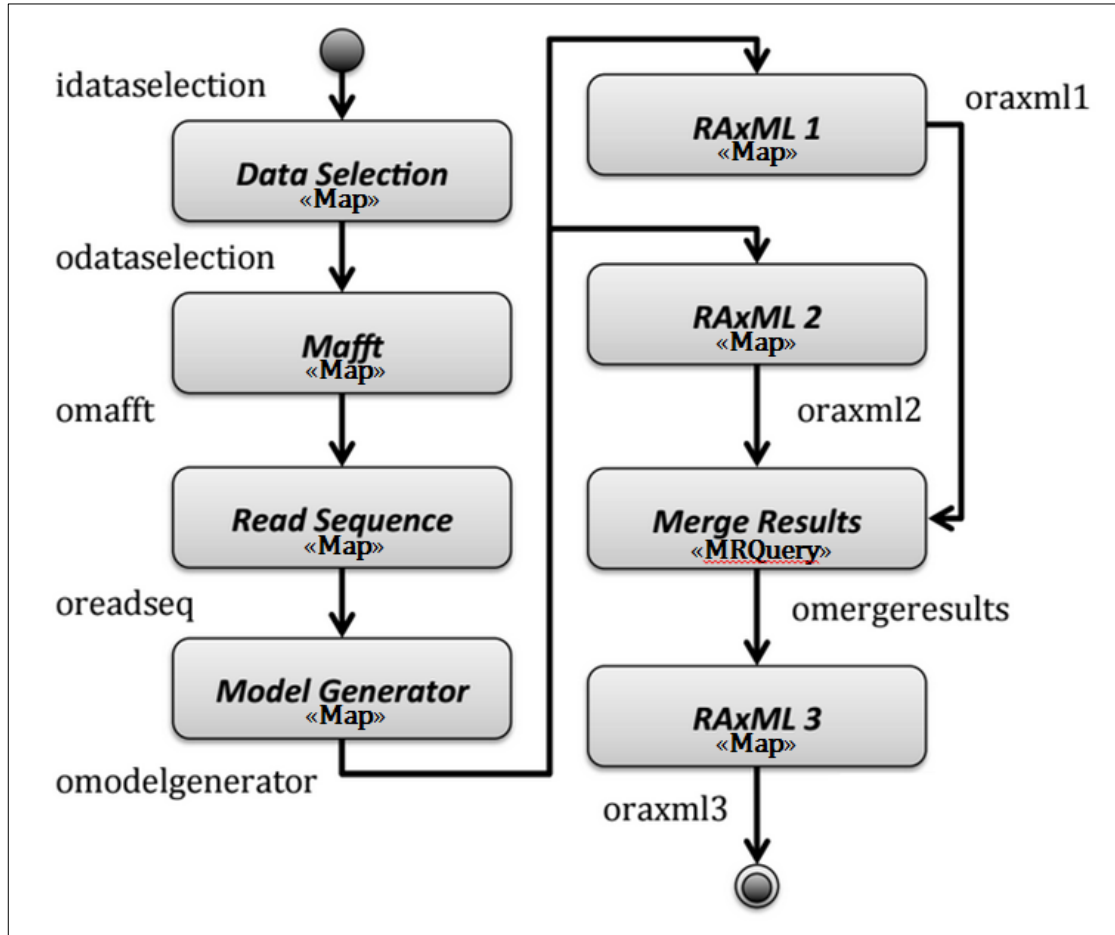 idataselection
Data Selection
«Map»
odataselection
Mafft
«Map»
omafft
Read Sequence
«Map»
oreadseq
Model Generator
«Map»
omodelgenerator
RAxML 1
«Map»
oraxml1
RAxML 2
«Map»
oraxml2
Merge Results
«MRQuery»
omergeresults
RAxML 3
«Map»
oraxml3